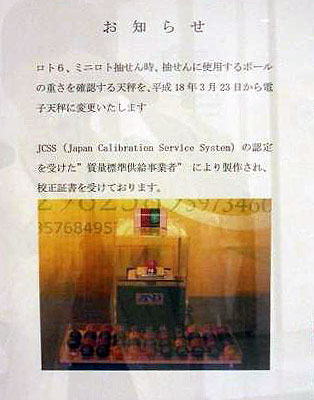 お知らせ
ロト６、ミニロト抽せん時、抽せんに使用するボール
の重さを確認する天秤を、平成 18 年 3 月 23 日から電
子天秤に変更いたします
JCSS（Japan Calibration Service System）の認定
を受けた”質量標準供給事業者” により製作され、
校正証書を受けております。